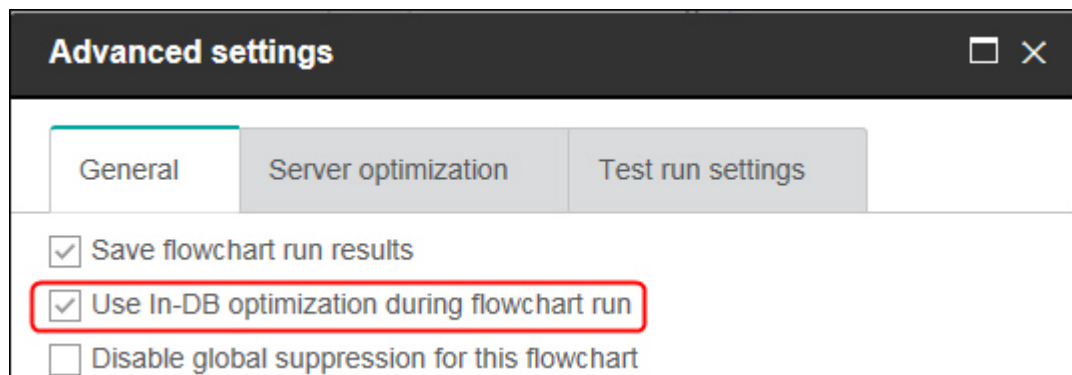 Advanced settings
General
Server optimization
Test run settings
Save flowchart run results
Use In-DB optimization during flowchart run
Disable global suppression for this flowchart